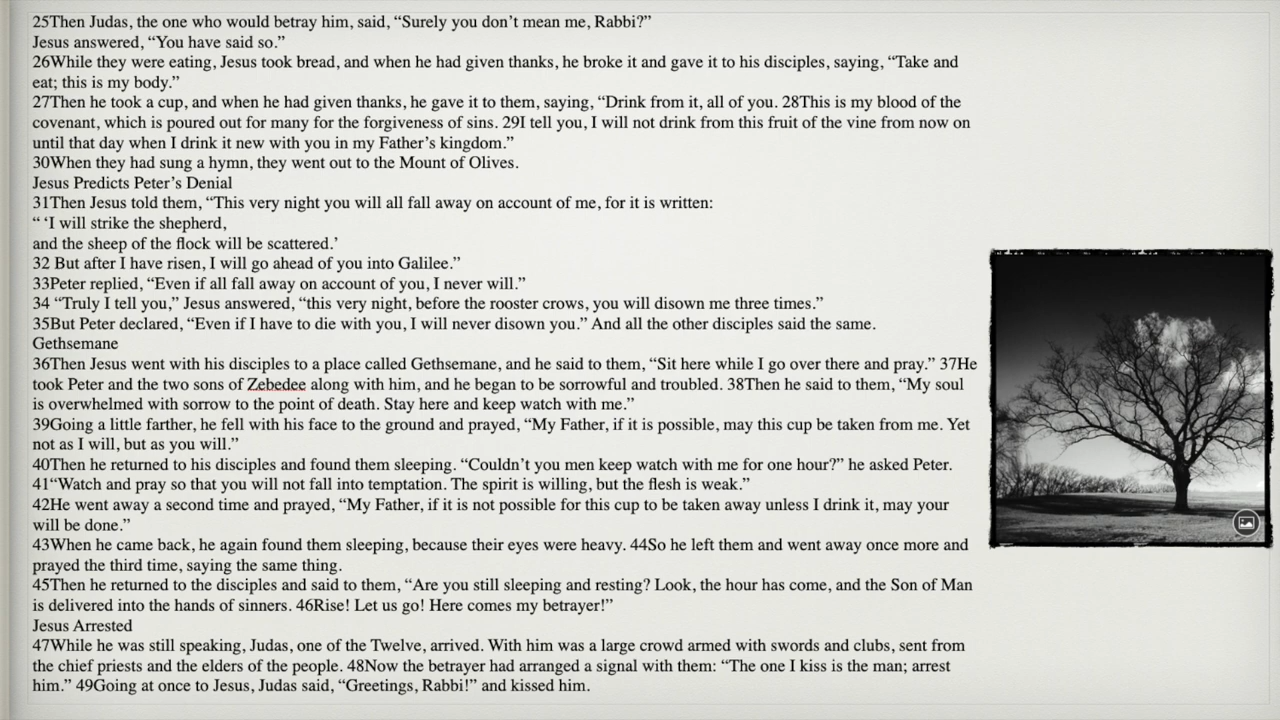 25Then Judas, the one who would betray him, said, “Surely you don’t mean me, Rabbi?”
Jesus answered, “You have said so.”
26While they were eating, Jesus took bread, and when he had given thanks, he broke it and gave it to his disciples, saying, “Take and
eat; this is my body.”
27Then he took a cup, and when he had given thanks, he gave it to them, saying, “Drink from it, all of you. 28This is my blood of the
covenant, which is poured out for many for the forgiveness of sins. 29I tell you, I will not drink from this fruit of the vine from now on
until that day when I drink it new with you in my Father’s kingdom.”
30When they had sung a hymn, they went out to the Mount of Olives.
Jesus Predicts Peter’s Denial
31Then Jesus told them, “This very night you will all fall away on account of me, for it is written:
“ ‘I will strike the shepherd,
and the sheep of the flock will be scattered.’
32 But after I have risen, I will go ahead of you into Galilee.”
33Peter replied, “Even if all fall away on account of you, I never will.”
34 “Truly I tell you,” Jesus answered, “this very night, before the rooster crows, you will disown me three times.”
35But Peter declared, “Even if I have to die with you, I will never disown you.” And all the other disciples said the same.
Gethsemane
36Then Jesus went with his disciples to a place called Gethsemane, and he said to them, “Sit here while I go over there and pray.” 37He
took Peter and the two sons of Zebedee along with him, and he began to be sorrowful and troubled. 38Then he said to them, “My soul
is overwhelmed with sorrow to the point of death. Stay here and keep watch with me.”
39Going a little farther, he fell with his face to the ground and prayed, “My Father, if it is possible, may this cup be taken from me. Yet
not as I will, but as you will.”
40Then he returned to his disciples and found them sleeping. “Couldn’t you men keep watch with me for one hour?” he asked Peter.
41“Watch and pray so that you will not fall into temptation. The spirit is willing, but the flesh is weak.”
42He went away a second time and prayed, “My Father, if it is not possible for this cup to be taken away unless I drink it, may your
will be done.”
43When he came back, he again found them sleeping, because their eyes were heavy. 44So he left them and went away once more and
prayed the third time, saying the same thing.
45Then he returned to the disciples and said to them, “Are you still sleeping and resting? Look, the hour has come, and the Son of Man
is delivered into the hands of sinners. 46Rise! Let us go! Here comes my betrayer!”
Jesus Arrested
47While he was still speaking, Judas, one of the Twelve, arrived. With him was a large crowd armed with swords and clubs, sent from
the chief priests and the elders of the people. 48Now the betrayer had arranged a signal with them: “The one I kiss is the man; arrest
him.” 49Going at once to Jesus, Judas said, “Greetings, Rabbi!” and kissed him.